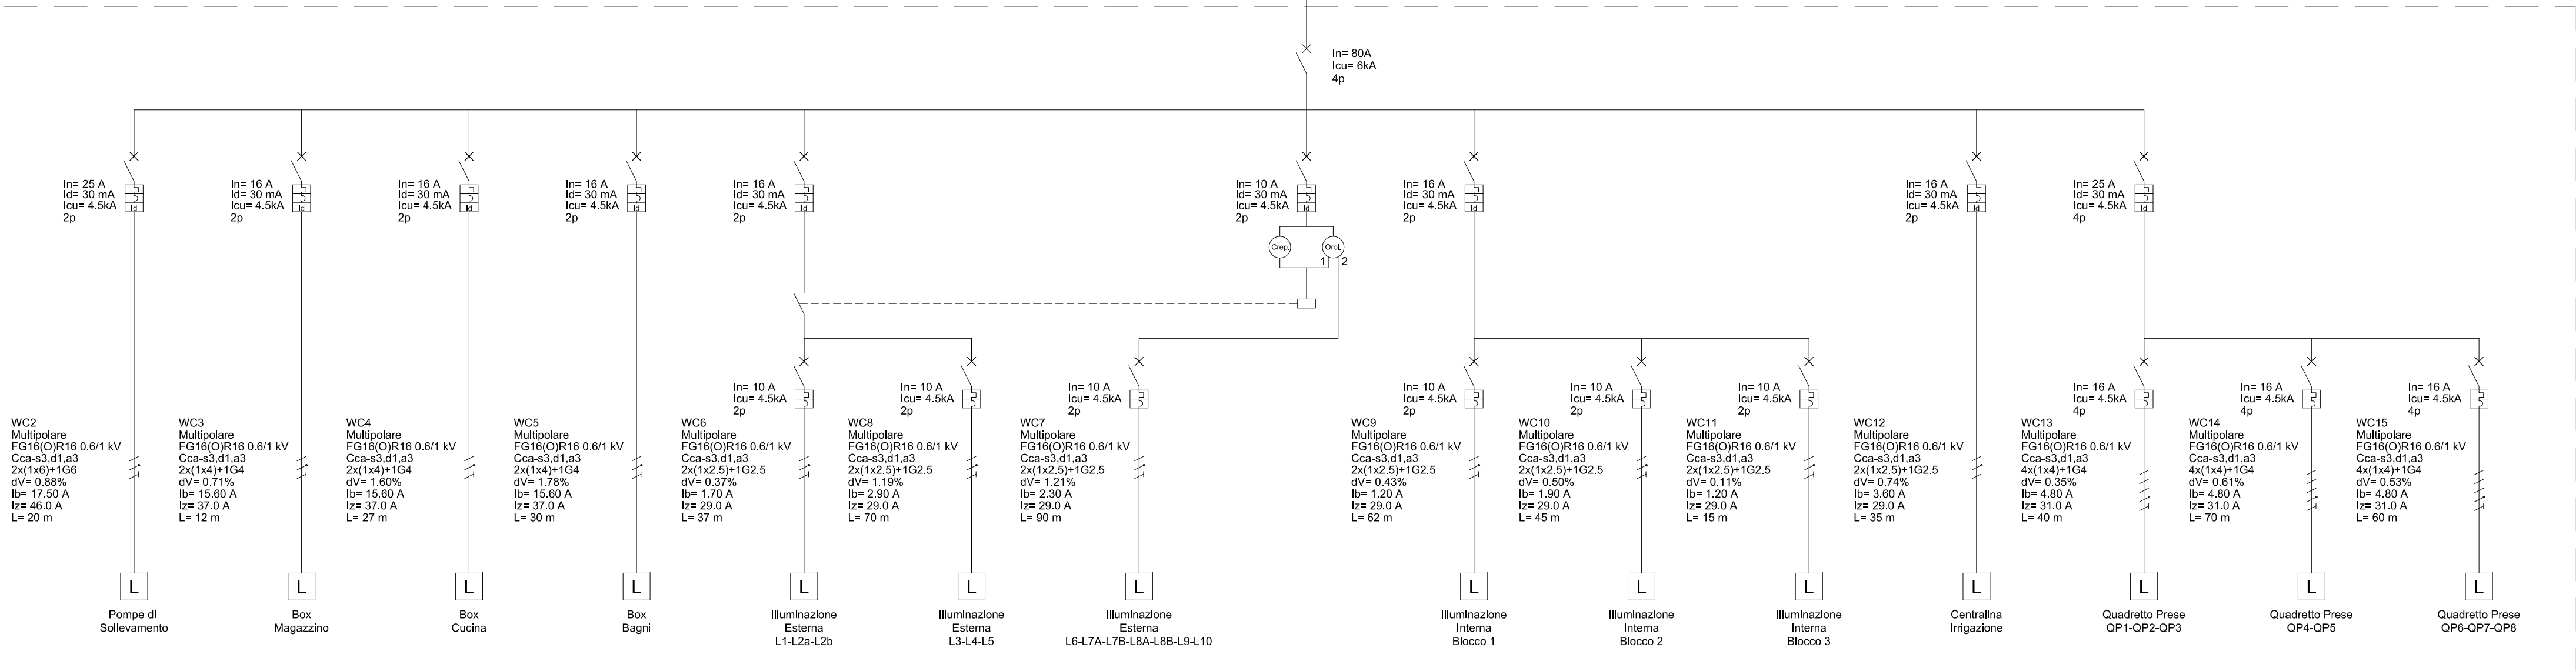 In= 80A
Icu= 6kA
4p
In= 25 A
Id= 30 mA
Icu= 4.5kA
2p
Id
In= 16 A
Id= 30 mA
Icu= 4.5kA
2p
Id
In= 16 A
Id= 30 mA
Icu= 4.5kA
2p
Id
In= 16 A
Id= 30 mA
Icu= 4.5kA
2p
Id
In= 16 A
Id= 30 mA
Icu= 4.5kA
2p
Id
In= 10 A
Id= 30 mA
Icu= 4.5kA
2p
Id
In= 16 A
Id= 30 mA
Icu= 4.5kA
2p
Id
In= 16 A
Id= 30 mA
Icu= 4.5kA
2p
Id
In= 25 A
Id= 30 mA
Icu= 4.5kA
4p
Id
Crep.
Orol.
1
2
In= 10 A
Icu= 4.5kA
2p
In= 10 A
Icu= 4.5kA
2p
In= 10 A
Icu= 4.5kA
2p
In= 10 A
Icu= 4.5kA
2p
In= 10 A
Icu= 4.5kA
2p
In= 10 A
Icu= 4.5kA
2p
In= 16 A
Icu= 4.5kA
4p
In= 16 A
Icu= 4.5kA
4p
In= 16 A
Icu= 4.5kA
4p
WC2
Multipolare
FG16(O)R16 0.6/1 kV
Cca-s3,d1,a3
2x(1x6)+1G6
dV= 0.88%
Ib= 17.50 A
Iz= 46.0 A
L= 20 m
WC3
Multipolare
FG16(O)R16 0.6/1 kV
Cca-s3,d1,a3
2x(1x4)+1G4
dV= 0.71%
Ib= 15.60 A
Iz= 37.0 A
L= 12 m
WC4
Multipolare
FG16(O)R16 0.6/1 kV
Cca-s3,d1,a3
2x(1x4)+1G4
dV= 1.60%
Ib= 15.60 A
Iz= 37.0 A
L= 27 m
WC5
Multipolare
FG16(O)R16 0.6/1 kV
Cca-s3,d1,a3
2x(1x4)+1G4
dV= 1.78%
Ib= 15.60 A
Iz= 37.0 A
L= 30 m
WC6
Multipolare
FG16(O)R16 0.6/1 kV
Cca-s3,d1,a3
2x(1x2.5)+1G2.5
dV= 0.37%
Ib= 1.70 A
Iz= 29.0 A
L= 37 m
WC8
Multipolare
FG16(O)R16 0.6/1 kV
Cca-s3,d1,a3
2x(1x2.5)+1G2.5
dV= 1.19%
Ib= 2.90 A
Iz= 29.0 A
L= 70 m
WC7
Multipolare
FG16(O)R16 0.6/1 kV
Cca-s3,d1,a3
2x(1x2.5)+1G2.5
dV= 1.21%
Ib= 2.30 A
Iz= 29.0 A
L= 90 m
WC9
Multipolare
FG16(O)R16 0.6/1 kV
Cca-s3,d1,a3
2x(1x2.5)+1G2.5
dV= 0.43%
Ib= 1.20 A
Iz= 29.0 A
L= 62 m
WC10
Multipolare
FG16(O)R16 0.6/1 kV
Cca-s3,d1,a3
2x(1x2.5)+1G2.5
dV= 0.50%
Ib= 1.90 A
Iz= 29.0 A
L= 45 m
WC11
Multipolare
FG16(O)R16 0.6/1 kV
Cca-s3,d1,a3
2x(1x2.5)+1G2.5
dV= 0.11%
Ib= 1.20 A
Iz= 29.0 A
L= 15 m
WC12
Multipolare
FG16(O)R16 0.6/1 kV
Cca-s3,d1,a3
2x(1x2.5)+1G2.5
dV= 0.74%
Ib= 3.60 A
Iz= 29.0 A
L= 35 m
WC13
Multipolare
FG16(O)R16 0.6/1 kV
Cca-s3,d1,a3
4x(1x4)+1G4
dV= 0.35%
Ib= 4.80 A
Iz= 31.0 A
L= 40 m
WC14
Multipolare
FG16(O)R16 0.6/1 kV
Cca-s3,d1,a3
4x(1x4)+1G4
dV= 0.61%
Ib= 4.80 A
Iz= 31.0 A
L= 70 m
WC15
Multipolare
FG16(O)R16 0.6/1 kV
Cca-s3,d1,a3
4x(1x4)+1G4
dV= 0.53%
Ib= 4.80 A
Iz= 31.0 A
L= 60 m
L
Pompe di
Sollevamento
L
Box
Magazzino
L
Box
Cucina
L
Box
Bagni
L
Illuminazione
Esterna
L1-L2a-L2b
L
Illuminazione
Esterna
L3-L4-L5
L
Illuminazione
Esterna
L6-L7A-L7B-L8A-L8B-L9-L10
L
Illuminazione
Interna
Blocco 1
L
Illuminazione
Interna
Blocco 2
L
Illuminazione
Interna
Blocco 3
L
Centralina
Irrigazione
L
Quadretto Prese
QP1-QP2-QP3
L
Quadretto Prese
QP4-QP5
L
Quadretto Prese
QP6-QP7-QP8